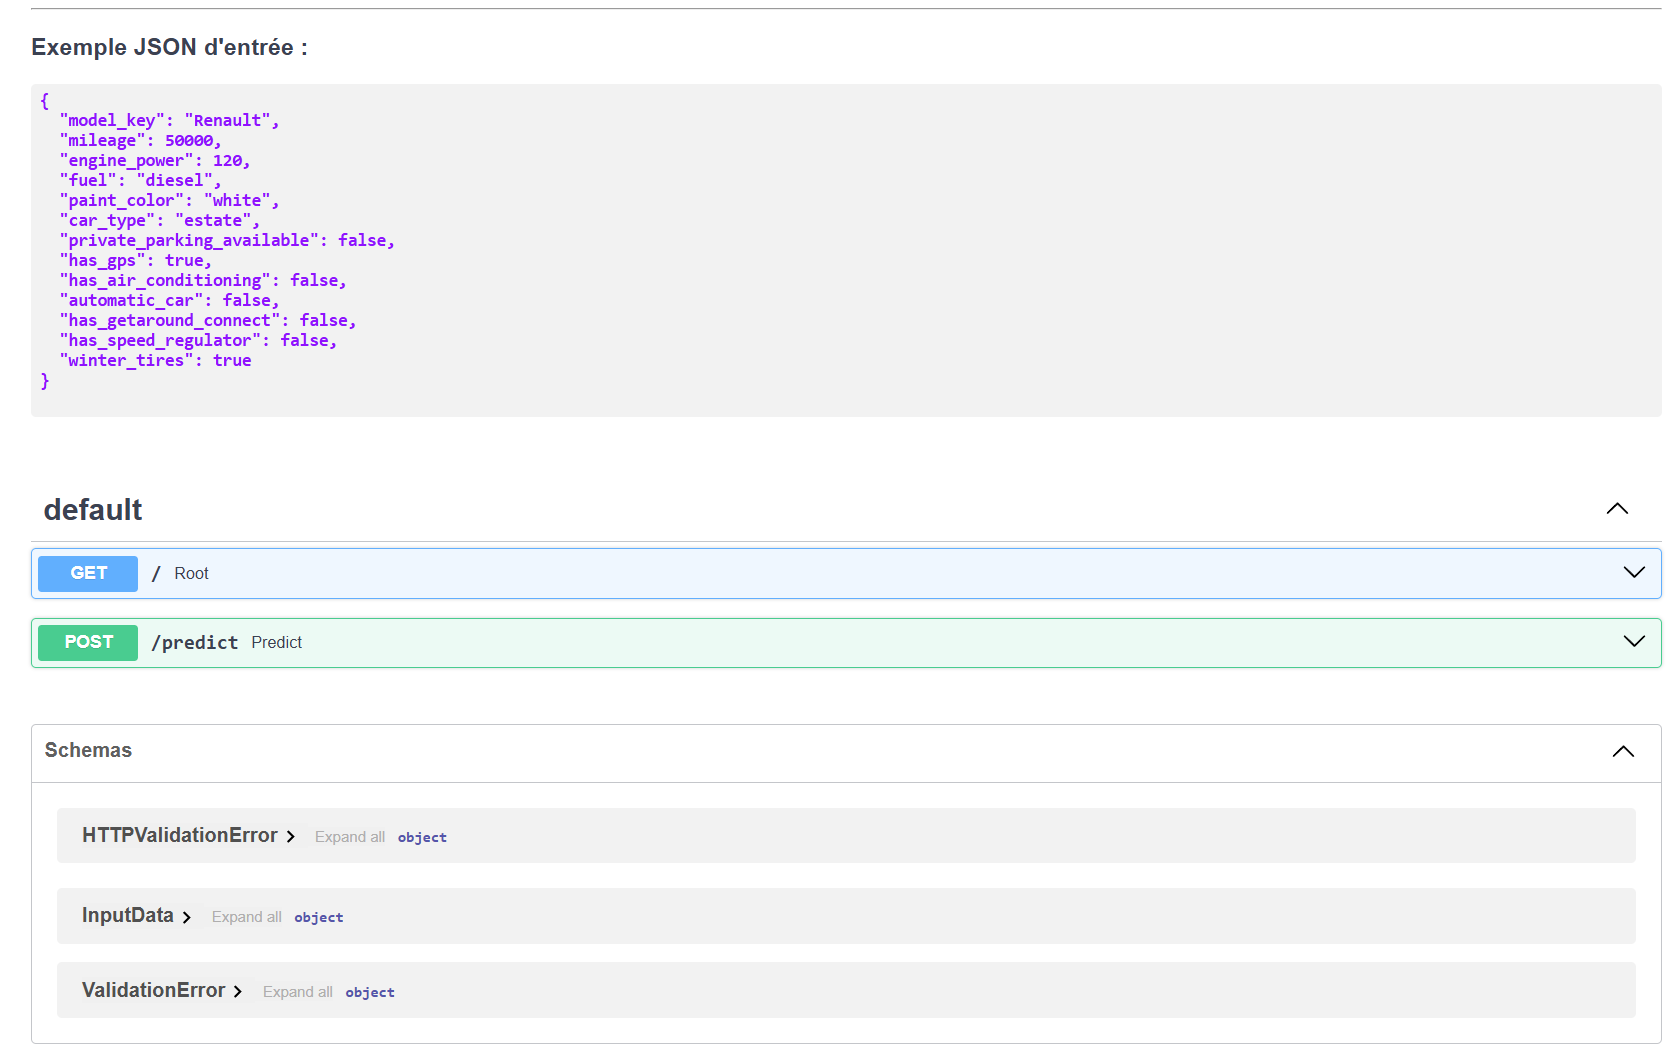 Exemple JSON d'entrée :
{
  "model_key": "Renault",
  "mileage": 50000,
  "engine_power": 120,
  "fuel": "diesel",
  "paint_color": "white",
  "car_type": "estate",
  "private_parking_available": false,
  "has_gps": true,
  "has_air_conditioning": false,
  "automatic_car": false,
  "has_getaround_connect": false,
  "has_speed_regulator": false,
  "winter_tires": true
}
default
GET / Root
POST /predict Predict
Schemas
HTTPValidationError Expand all object
InputData Expand all object
ValidationError Expand all object